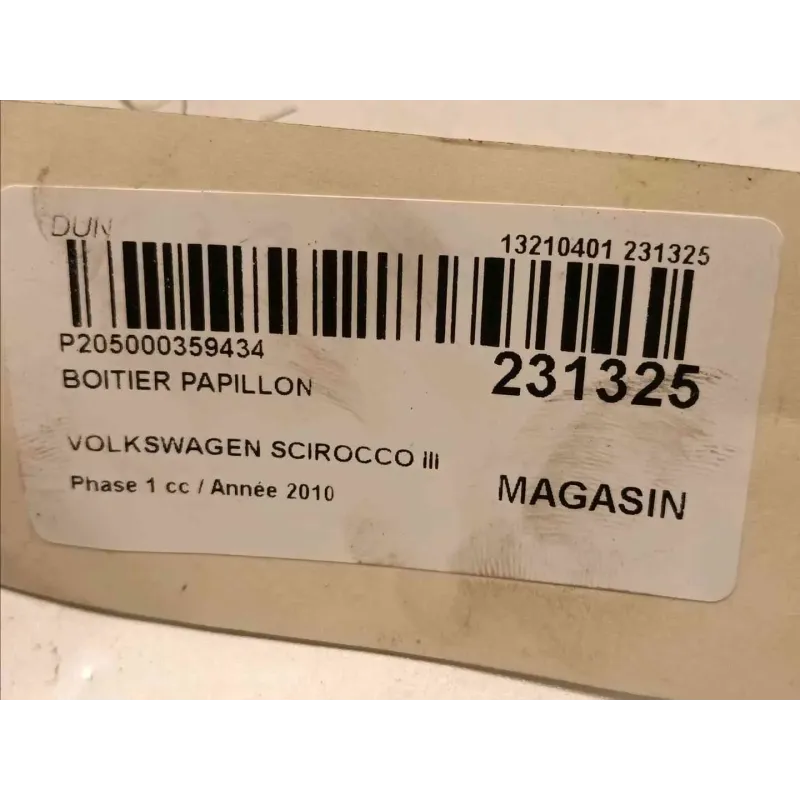 DUN
13210401 231325
P205000359434
231325
BOITIER PAPILLON
VOLKSWAGEN SCIROCCO III
Phase 1 cc / Année 2010
MAGASIN